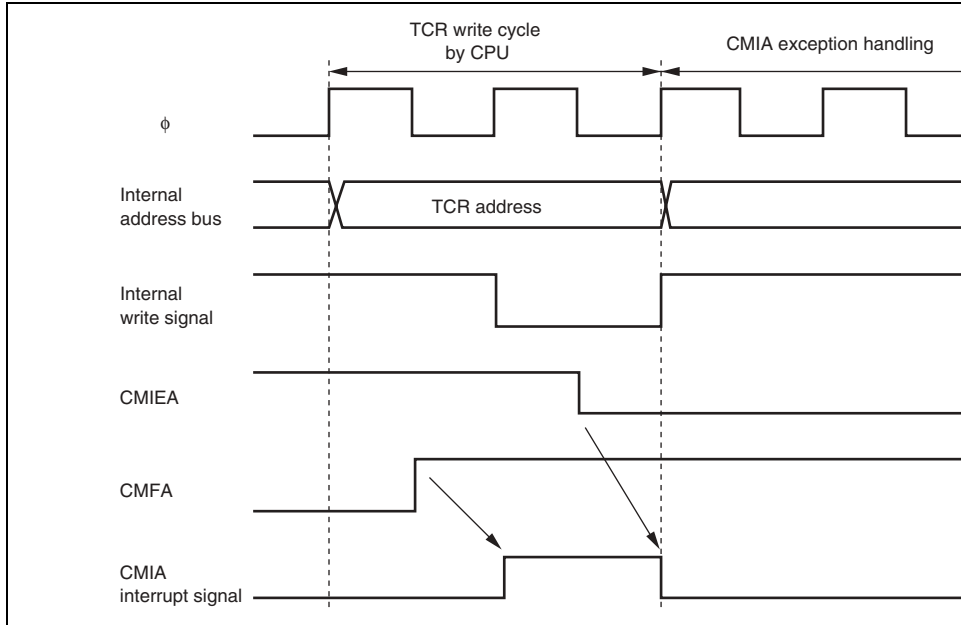 TCR write cycle
by CPU
CMIA exception handling
ϕ
Internal
address bus
TCR address
Internal
write signal
CMIEA
CMFA
CMIA
interrupt signal